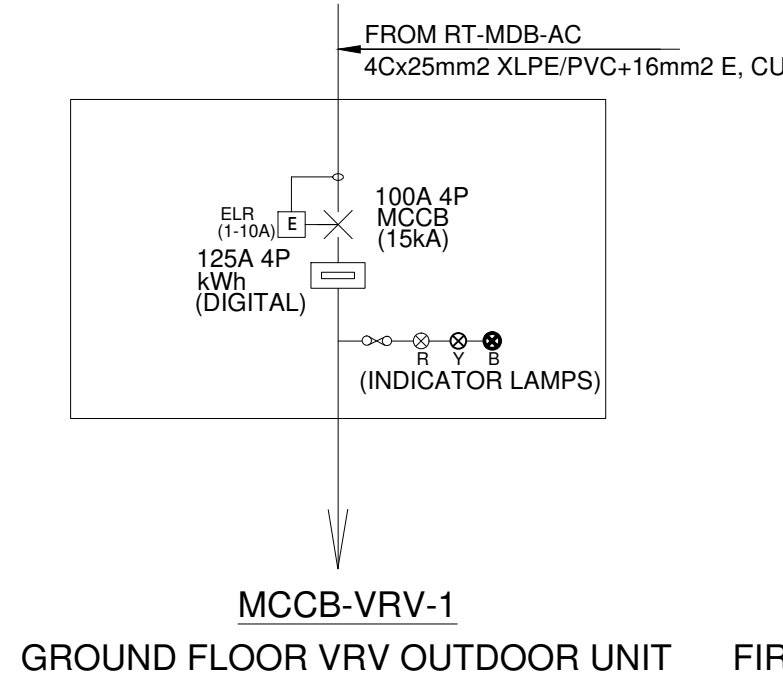 FROM RT-MDB-AC
4Cx25mm2 XLPE/PVC+16mm2 E, CU
100A 4P
MCCB
(15kA)
ELR
(1-10A)
E
125A 4P
kWh
(DIGITAL)
R Y B
(INDICATOR LAMPS)
MCCB-VRV-1
GROUND FLOOR VRV OUTDOOR UNIT FIR